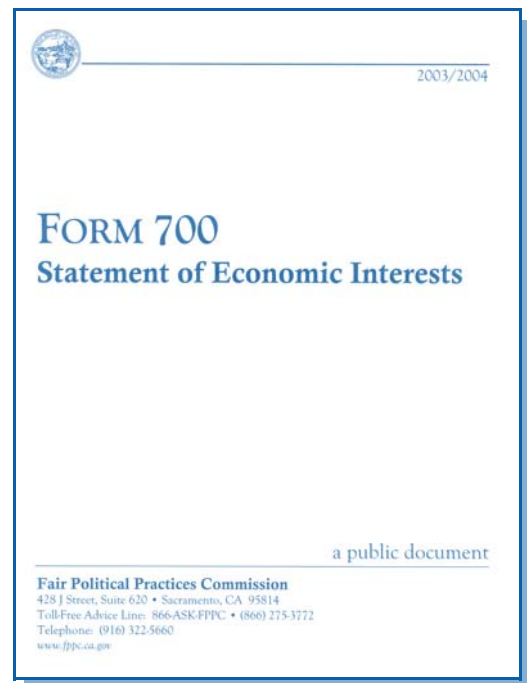 2003/2004
FORM 700
Statement of Economic Interests
a public document
Fair Political Practices Commission
428 J Street, Suite 620 • Sacramento, CA 95814
Toll-Free Advice Line: 866-ASK-FPPC • (866) 275-3772
Telephone: (916) 322-5660
www.fppc.ca.gov